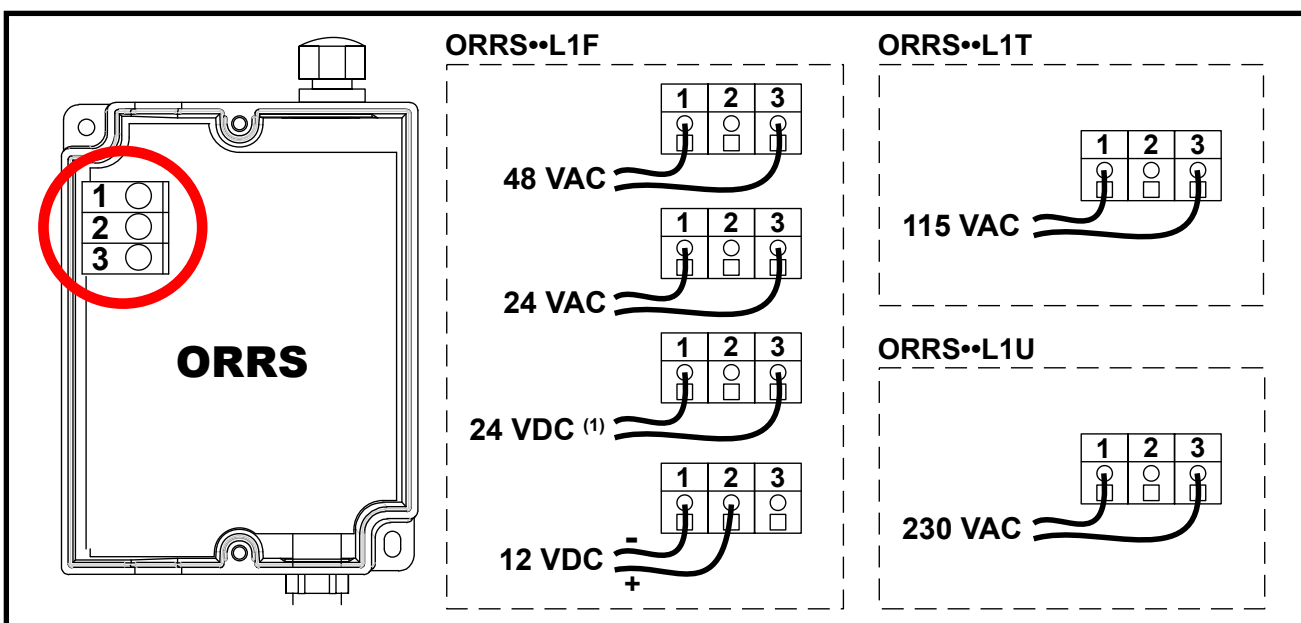 1
2
3
ORRS
ORRS••L1F
1 2 3
48 VAC
1 2 3
24 VAC
1 2 3
24 VDC (1)
1 2 3
-
12 VDC
+
ORRS••L1T
1 2 3
115 VAC
ORRS••L1U
1 2 3
230 VAC